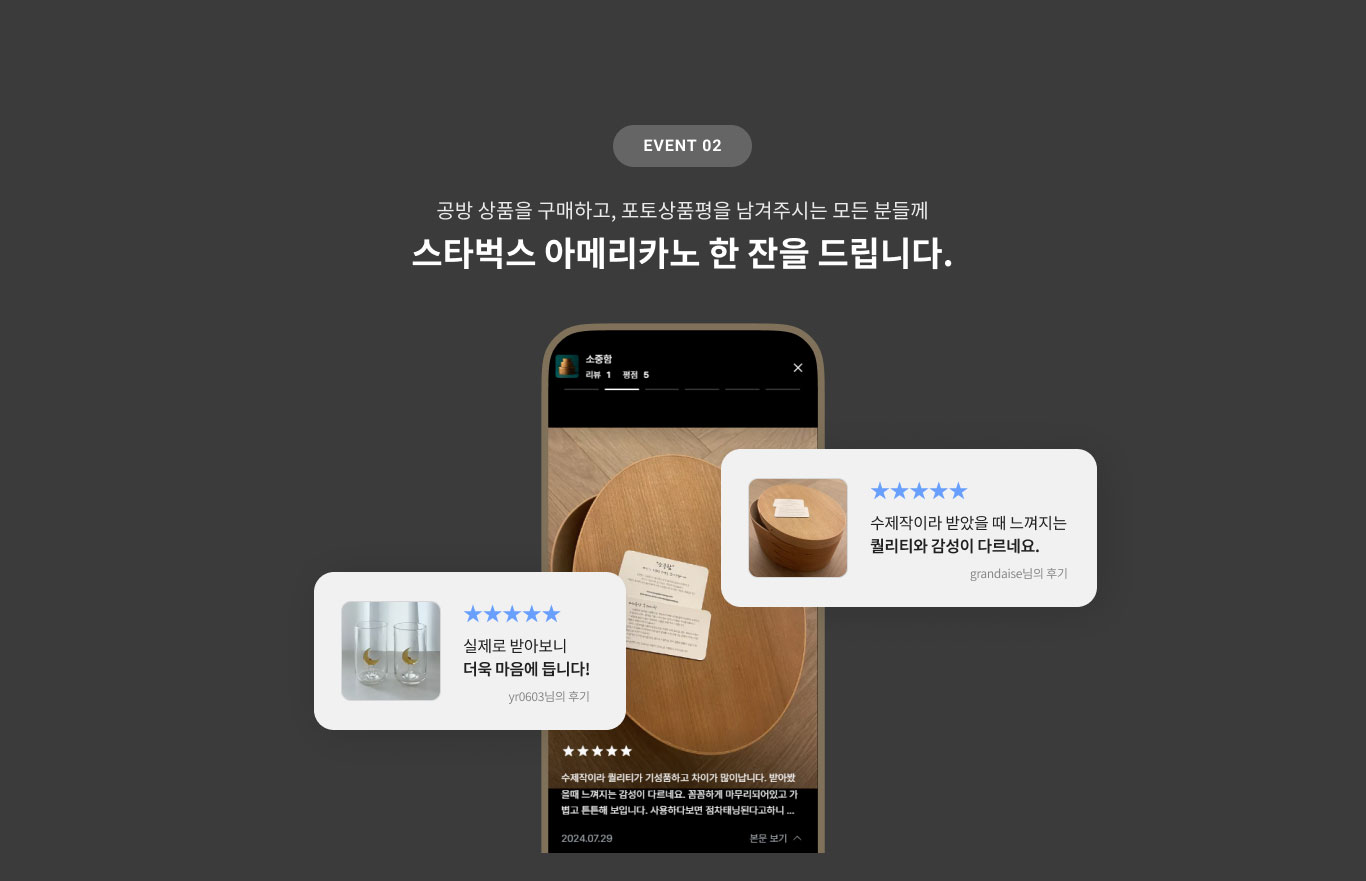 EVENT 02
공방 상품을 구매하고, 포토상품평을 남겨주시는 모든 분들께
스타벅스 아메리카노 한 잔을 드립니다.
소중함
리뷰 1 평점 5
수제작이라 받았을 때 느껴지는
퀄리티와 감성이 다르네요.
grandaise님의 후기
실제로 받아보니
더욱 마음에 듭니다!
yr0603님의 후기
수제작이라 퀄리티가 기성품하고 차이가 많이납니다. 받아봤
을때 느껴지는 감성이 다르네요. 꼼꼼하게 마무리되어있고 가
볍고 튼튼해 보입니다. 사용하다보면 점차태닝된다고하니 ...
2024.07.29 본문 보기